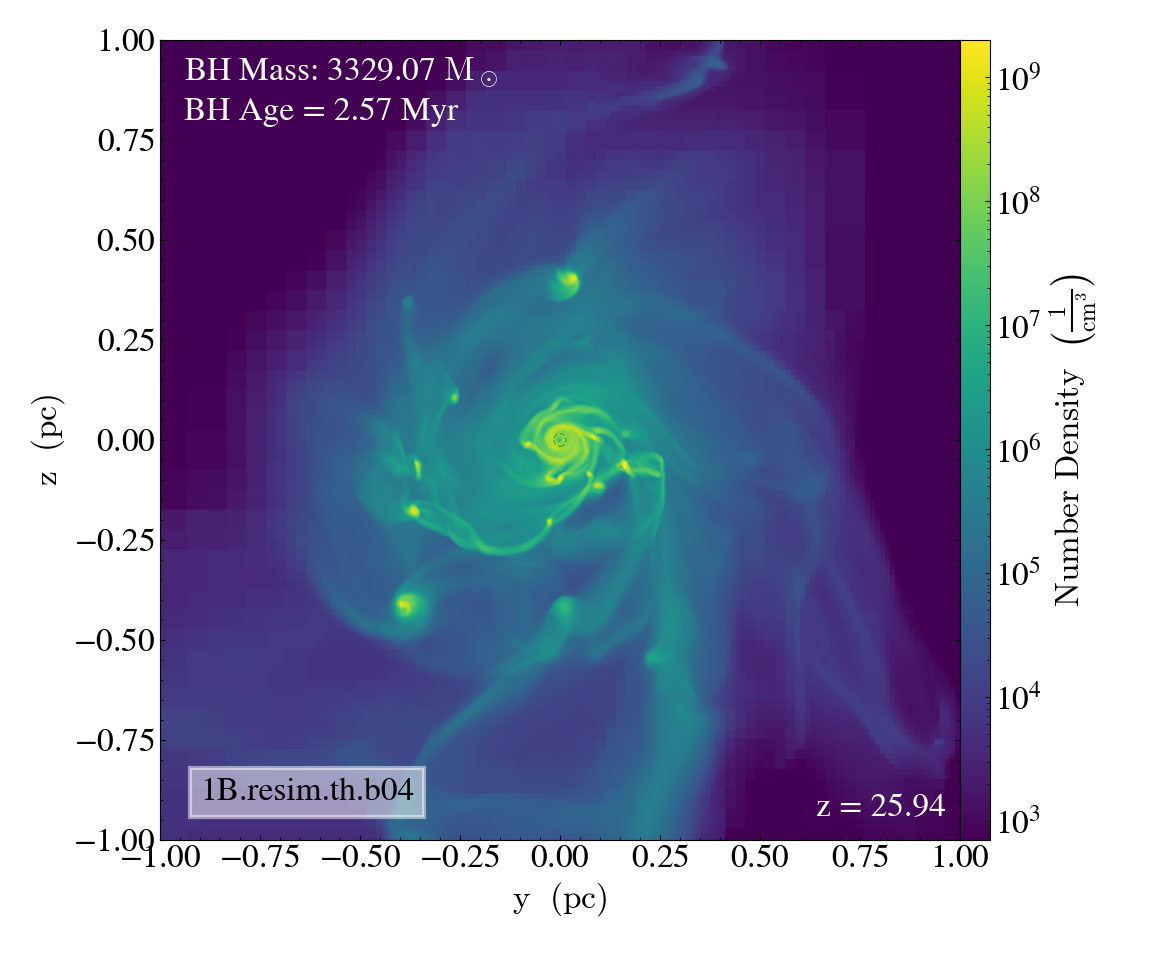 BH Mass: 3329.07 M⊙
BH Age = 2.57 Myr
1.00
0.75
0.50
0.25
0.00
−0.25
−0.50
−0.75
−1.00
z (pc)
1B.resim.th.b04
z = 25.94
−1.00 −0.75 −0.50 −0.25 0.00 0.25 0.50 0.75 1.00
y (pc)
10⁹
10⁸
10⁷
10⁶
10⁵
10⁴
10³
Number Density (1/cm³)